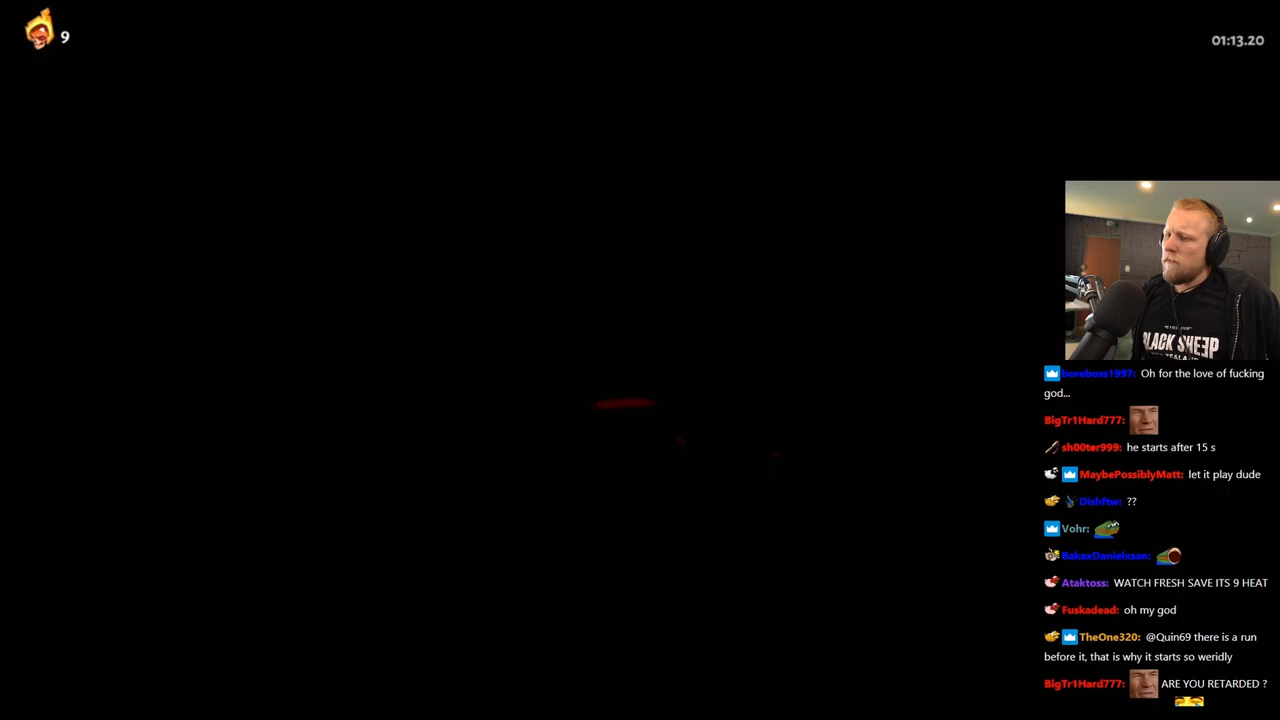 9
01:13.20
BLACK SHEEP
boreboss1997: Oh for the love of fucking
god...
BigTr1Hard777:
sh00ter999: he starts after 15 s
MaybePossiblyMatt: let it play dude
Dishftw: ??
Vohr:
BakaxDanielxsan:
Ataktoss: WATCH FRESH SAVE ITS 9 HEAT
Fuskadead: oh my god
TheOne320: @Quin69 there is a run
before it, that is why it starts so weridly
BigTr1Hard777: ARE YOU RETARDED ?